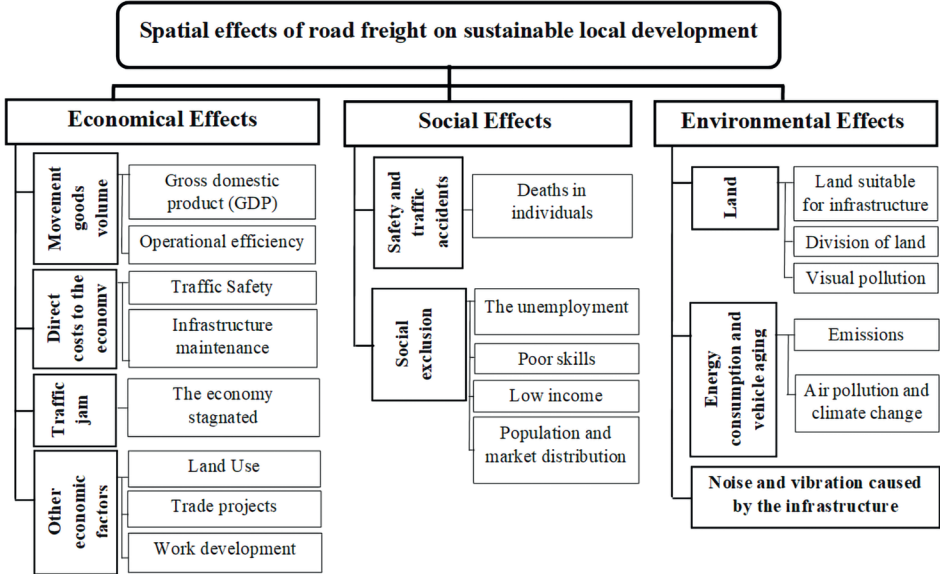 Spatial effects of road freight on sustainable local development
Economical Effects
Movement
goods
volume
Gross domestic
product (GDP)
Operational efficiency
Direct
costs to the
economy
Traffic Safety
Infrastructure
maintenance
Traffic
jam
The economy
stagnated
Other
economic
factors
Land Use
Trade projects
Work development
Social Effects
Safety and
traffic
accidents
Deaths in
individuals
Social
exclusion
The unemployment
Poor skills
Low income
Population and
market distribution
Environmental Effects
Land
Land suitable
for infrastructure
Division of land
Visual pollution
Energy
consumption and
vehicle aging
Emissions
Air pollution and
climate change
Noise and vibration caused
by the infrastructure